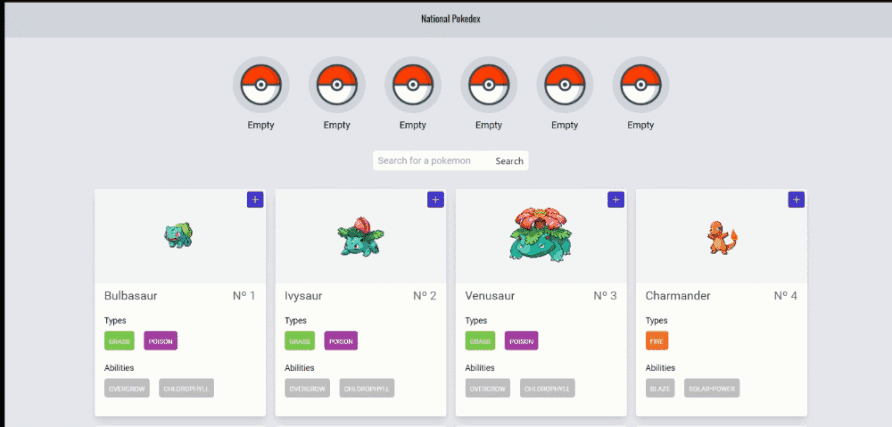 National Pokedex
Empty Empty Empty Empty Empty Empty
Search for a pokemon Search
+ + + +
Bulbasaur Nº 1 Ivysaur Nº 2 Venusaur Nº 3 Charmander Nº 4
Types Types Types Types
GRASS POISON GRASS POISON GRASS POISON FIRE
Abilities Abilities Abilities Abilities
OVERGROW CHLOROPHYLL OVERGROW CHLOROPHYLL OVERGROW CHLOROPHYLL BLAZE SOLAR-POWER